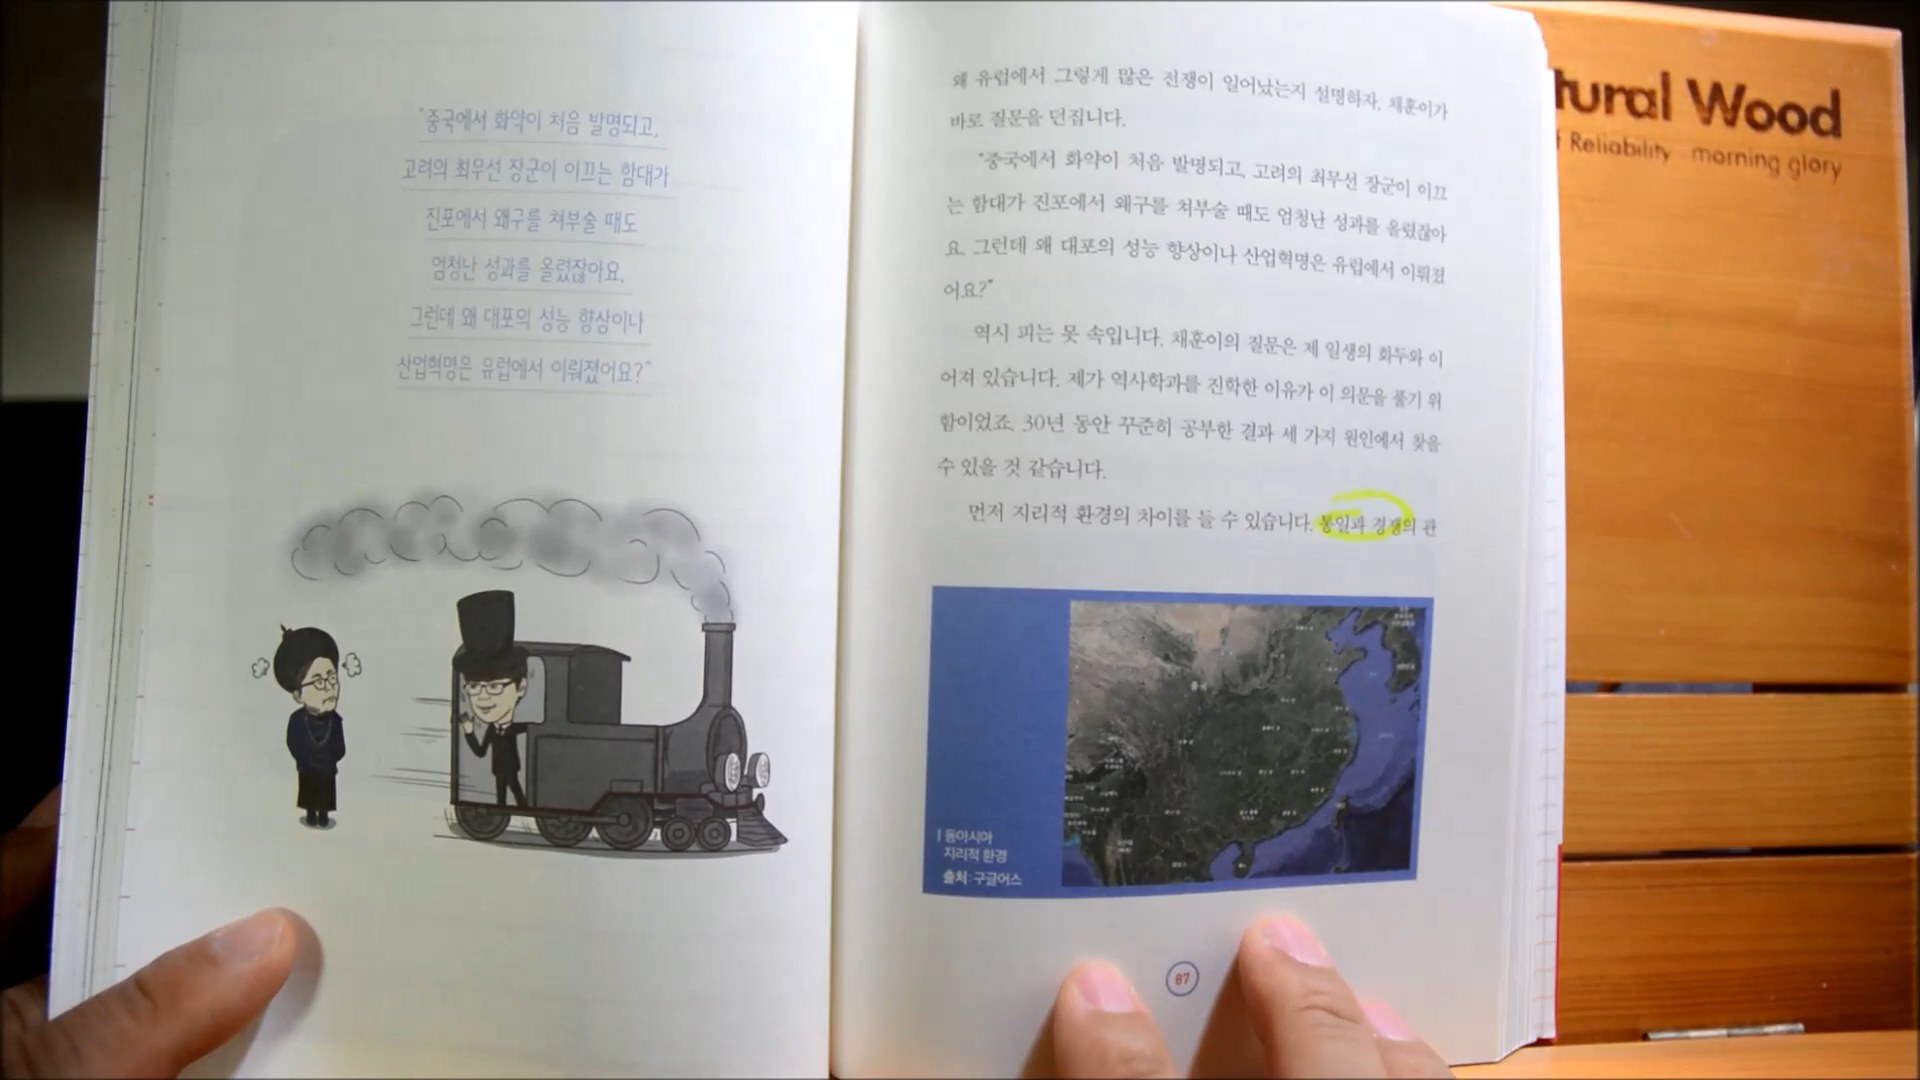 "중국에서 화약이 처음 발명되고,
고려의 최무선 장군이 이끄는 함대가
진포에서 왜구를 쳐부술 때도
엄청난 성과를 올렸잖아요.
그런데 왜 대포의 성능 향상이나
산업혁명은 유럽에서 이뤄졌어요?"
왜 유럽에서 그렇게 많은 전쟁이 일어났는지 설명하자, 채훈이가
바로 질문을 던집니다.
"중국에서 화약이 처음 발명되고, 고려의 최무선 장군이 이끄
는 함대가 진포에서 왜구를 쳐부술 때도 엄청난 성과를 올렸잖아
요. 그런데 왜 대포의 성능 향상이나 산업혁명은 유럽에서 이뤄졌
어요?"
역시 피는 못 속입니다. 채훈이의 질문은 제 일생의 화두와 이
어져 있습니다. 제가 역사학과를 진학한 이유가 이 의문을 풀기 위
함이었죠. 30년 동안 꾸준히 공부한 결과 세 가지 원인에서 찾을
수 있을 것 같습니다.
먼저 지리적 환경의 차이를 들 수 있습니다. 통일과 경쟁의 관
동아시아
지리적 환경
출처: 구글어스
87
tural Wood
Reliability morning glory